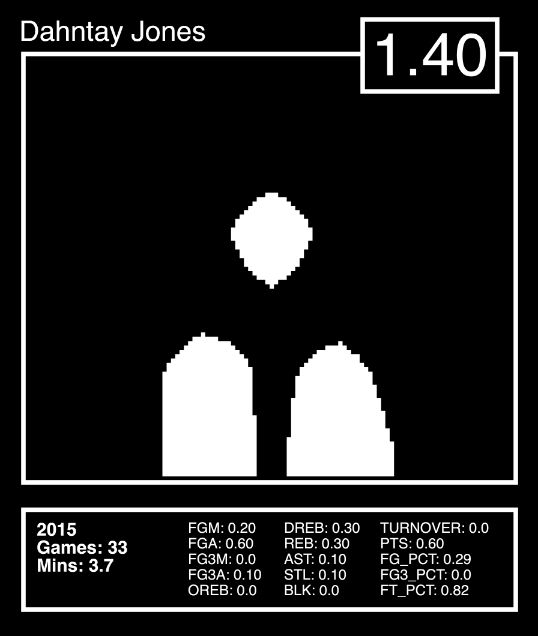 Dahntay Jones
1.40
2015
Games: 33
Mins: 3.7
FGM: 0.20
FGA: 0.60
FG3M: 0.0
FG3A: 0.10
OREB: 0.0
DREB: 0.30
REB: 0.30
AST: 0.10
STL: 0.10
BLK: 0.0
TURNOVER: 0.0
PTS: 0.60
FG_PCT: 0.29
FG3_PCT: 0.0
FT_PCT: 0.82